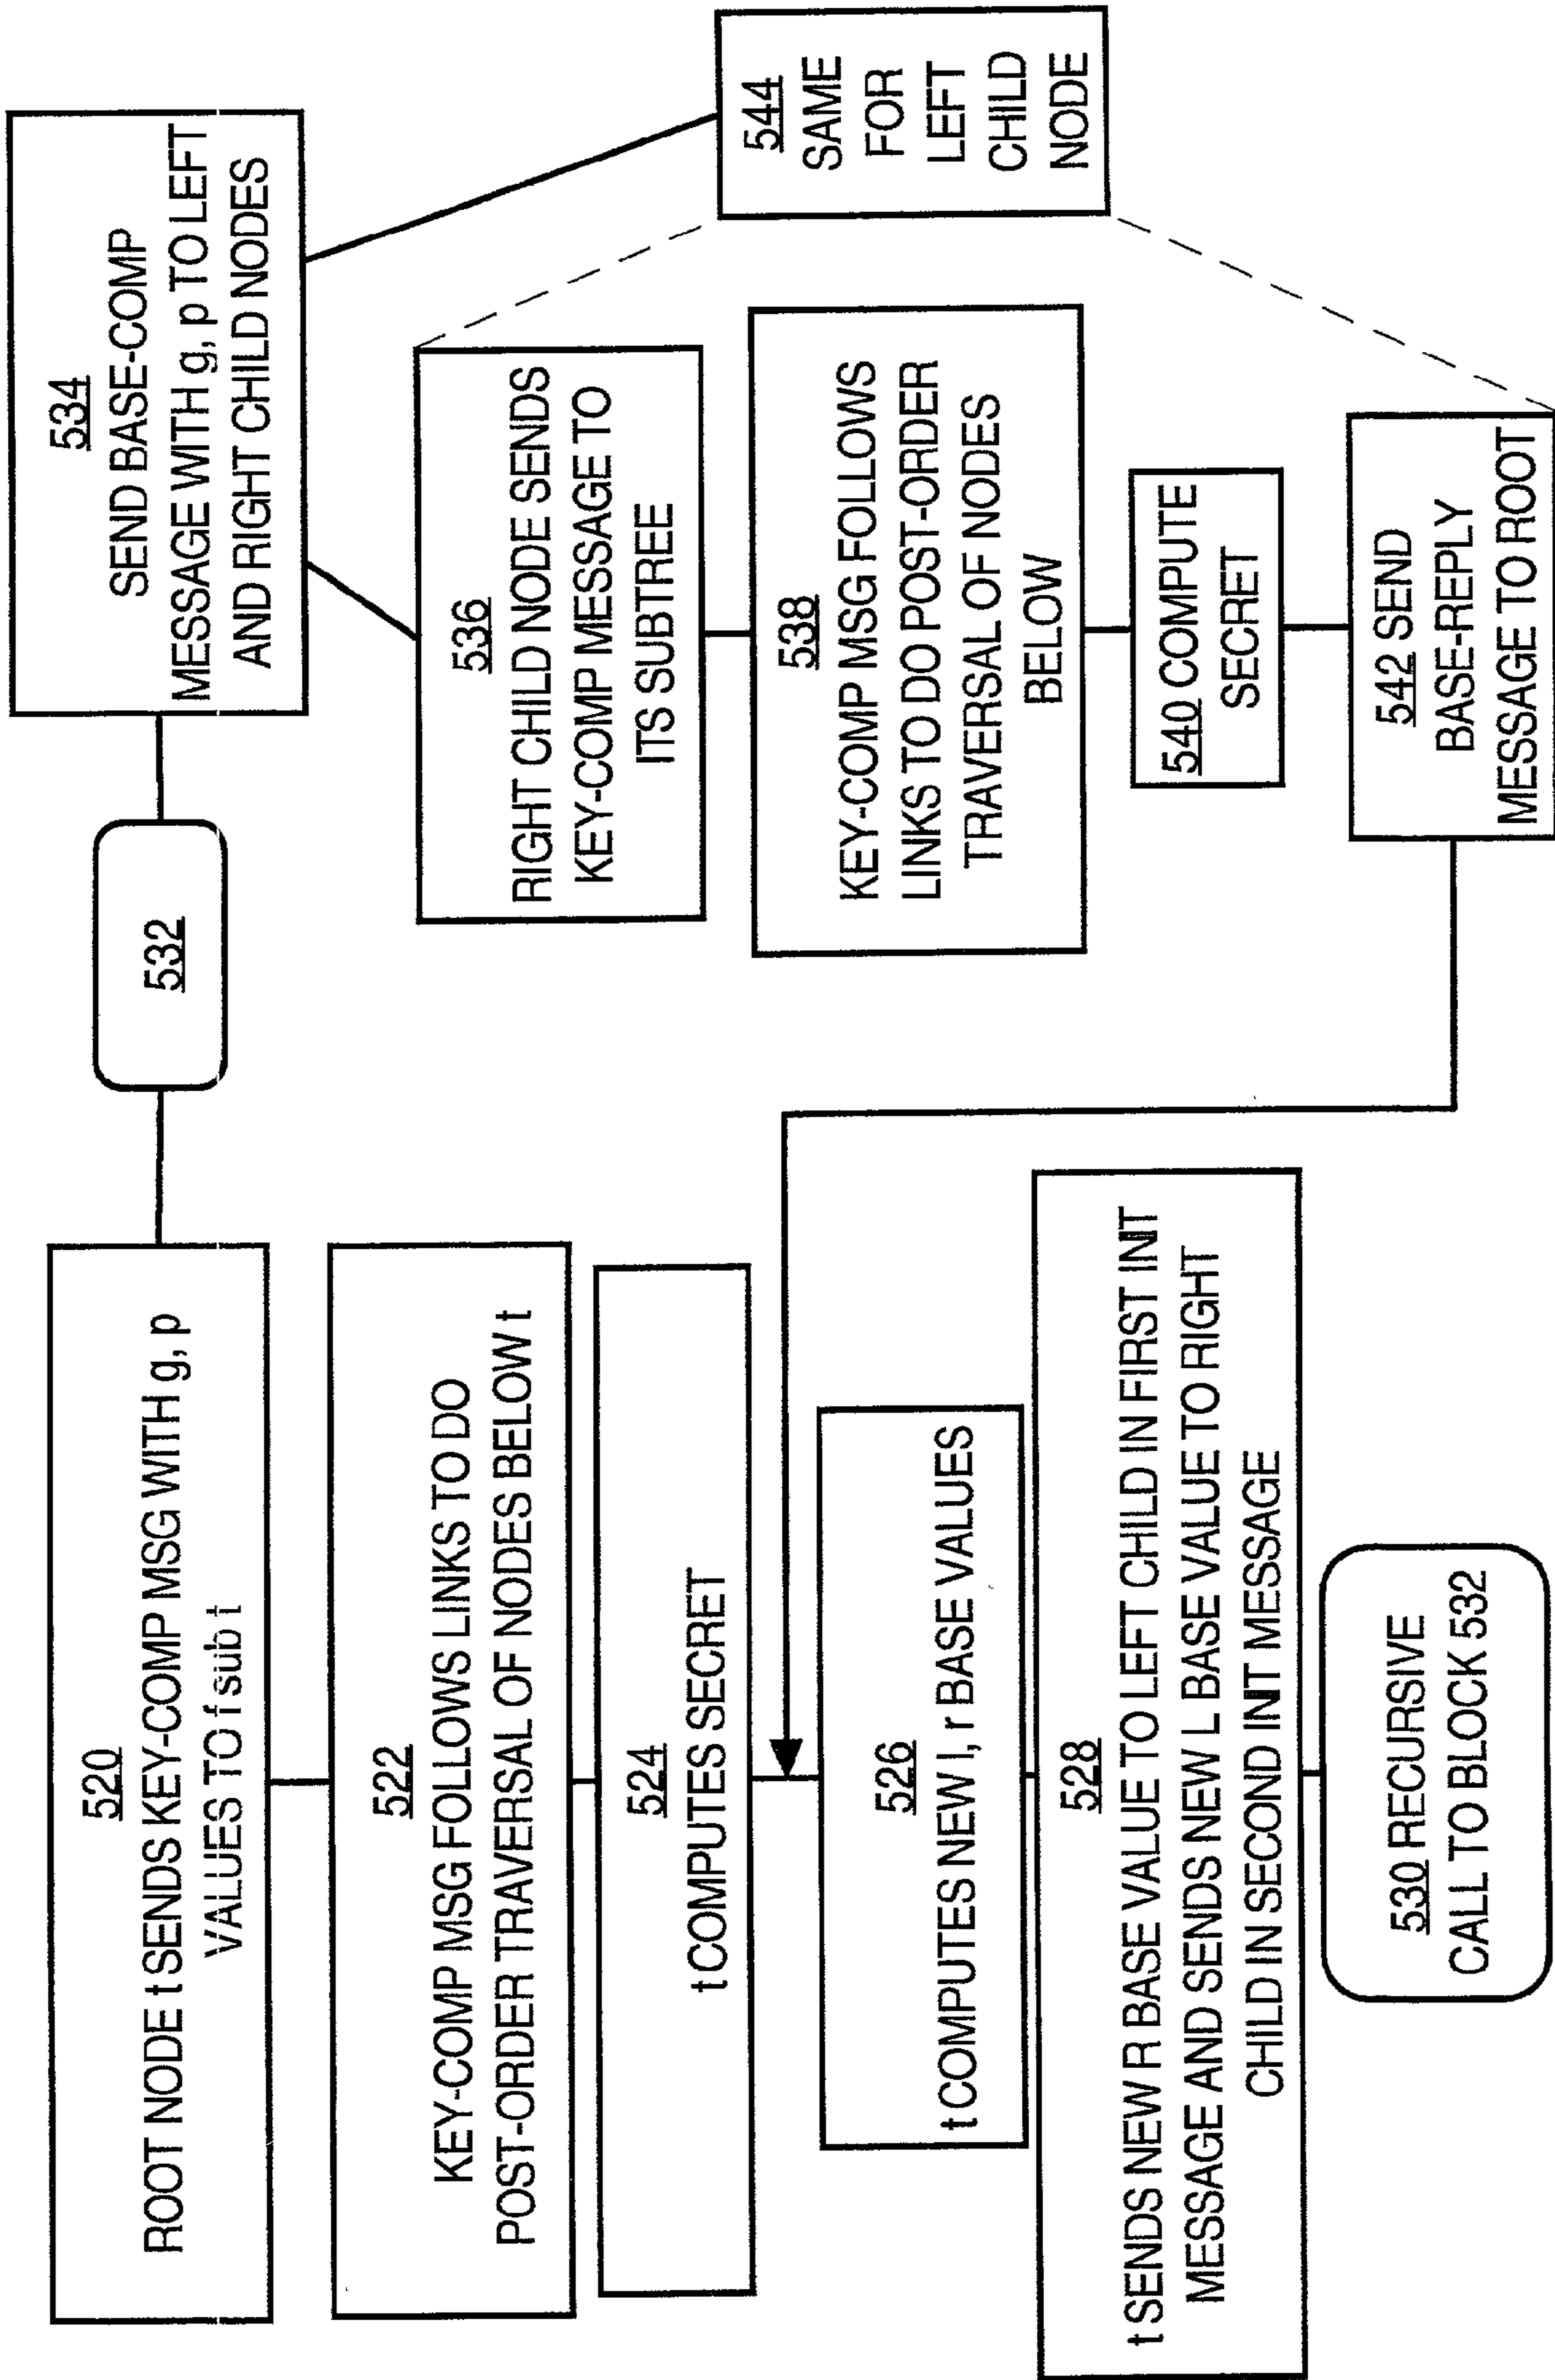 532
520
ROOT NODE t SENDS KEY-COMP MSG WITH g, p
VALUES TO f sub t
522
KEY-COMP MSG FOLLOWS LINKS TO DO
POST-ORDER TRAVERSAL OF NODES BELOW t
524
t COMPUTES SECRET
526
t COMPUTES NEW l, r BASE VALUES
528
t SENDS NEW R BASE VALUE TO LEFT CHILD IN FIRST INIT
MESSAGE AND SENDS NEW L BASE VALUE TO RIGHT
CHILD IN SECOND INIT MESSAGE
530 RECURSIVE
CALL TO BLOCK 532
534
SEND BASE-COMP
MESSAGE WITH g, p TO LEFT
AND RIGHT CHILD NODES
536
RIGHT CHILD NODE SENDS
KEY-COMP MESSAGE TO
ITS SUBTREE
538
KEY-COMP MSG FOLLOWS
LINKS TO DO POST-ORDER
TRAVERSAL OF NODES
BELOW
540 COMPUTE
SECRET
542 SEND
BASE-REPLY
MESSAGE TO ROOT
544
SAME
FOR
LEFT
CHILD
NODE